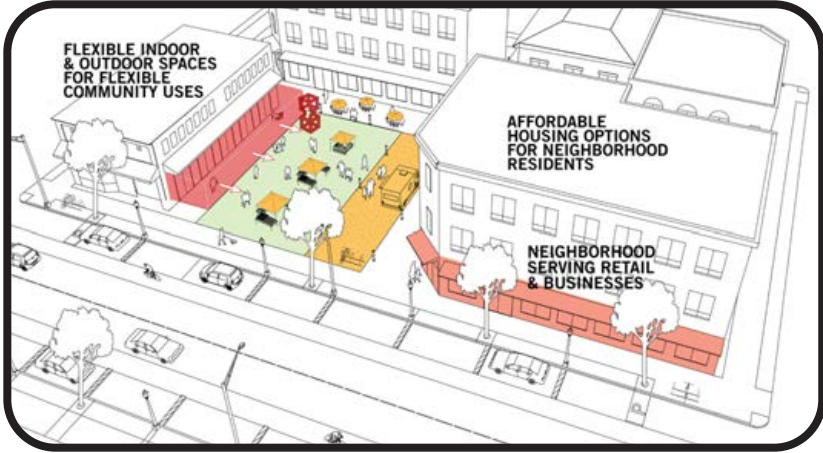 FLEXIBLE INDOOR
& OUTDOOR SPACES
FOR FLEXIBLE
COMMUNITY USES
AFFORDABLE
HOUSING OPTIONS
FOR NEIGHBORHOOD
RESIDENTS
NEIGHBORHOOD
SERVING RETAIL
& BUSINESSES